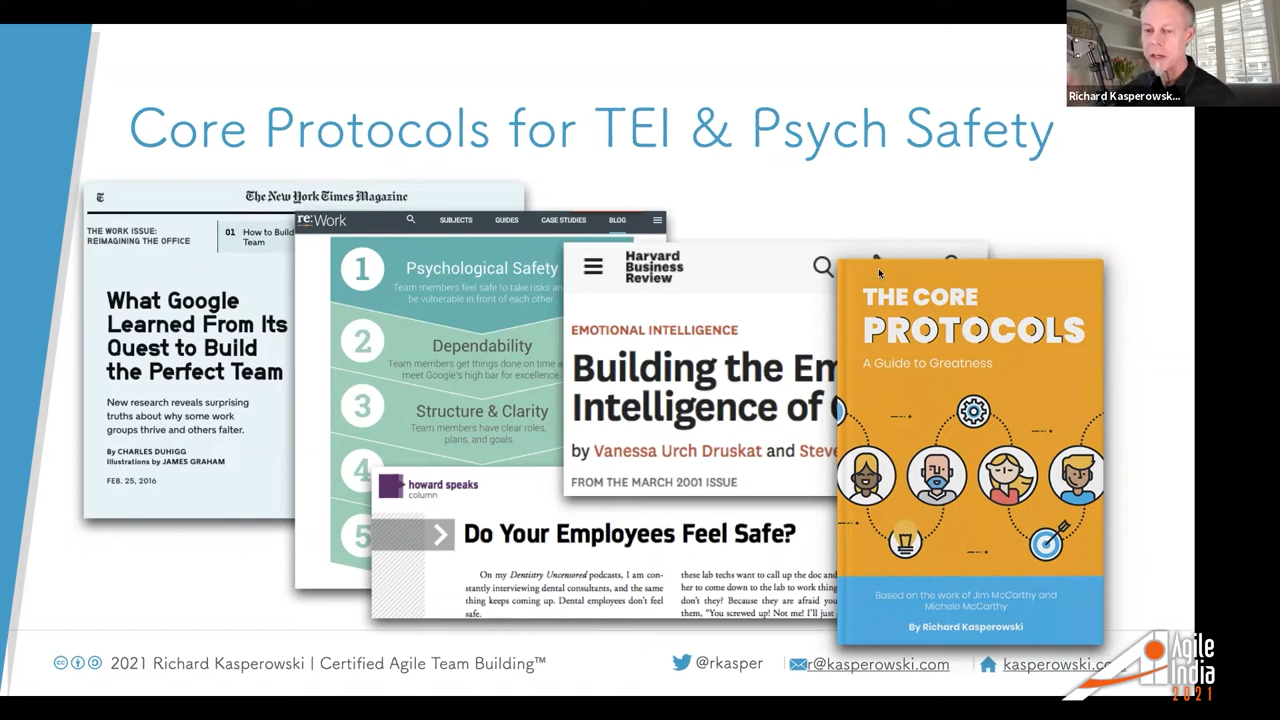 Richard Kasperowsk...
Core Protocols for TEI & Psych Safety
The New York Times Magazine
THE WORK ISSUE:
REIMAGINING THE OFFICE
01 How to Build
Team
What Google
Learned From Its
Quest to Build
the Perfect Team
New research reveals surprising
truths about why some work
groups thrive and others falter.
By CHARLES DUHIGG
Illustrations by JAMES GRAHAM
FEB. 25, 2016
re:Work
SUBJECTS GUIDES CASE STUDIES BLOG
1
Psychological Safety
Team members feel safe to take risks an
be vulnerable in front of each other.
2
Dependability
Team members get things done on time a
meet Google's high bar for excellence.
3
Structure & Clarity
Team members have clear roles,
plans, and goals.
4
5
Harvard
Business
Review
EMOTIONAL INTELLIGENCE
Building the Em
Intelligence of
by Vanessa Urch Druskat and Steve
FROM THE MARCH 2001 ISSUE
howard speaks
column
Do Your Employees Feel Safe?
On my Dentistry Uncensored podcasts, I am con-
stantly interviewing dental consultants, and the same
thing keeps coming up. Dental employees don't feel
safe.
these lab techs want to call up the doc and
her to come down to the lab to work thing
don't they? Because they are afraid you
them, "You screwed up! Not me! I'll just
THE CORE
PROTOCOLS
A Guide to Greatness
Based on the work of Jim McCarthy and
Michele McCarthy
By Richard Kasperowski
cc 2021 Richard Kasperowski | Certified Agile Team Building™
@rkasper
r@kasperowski.com
kasperowski.co
Agile
India
2021